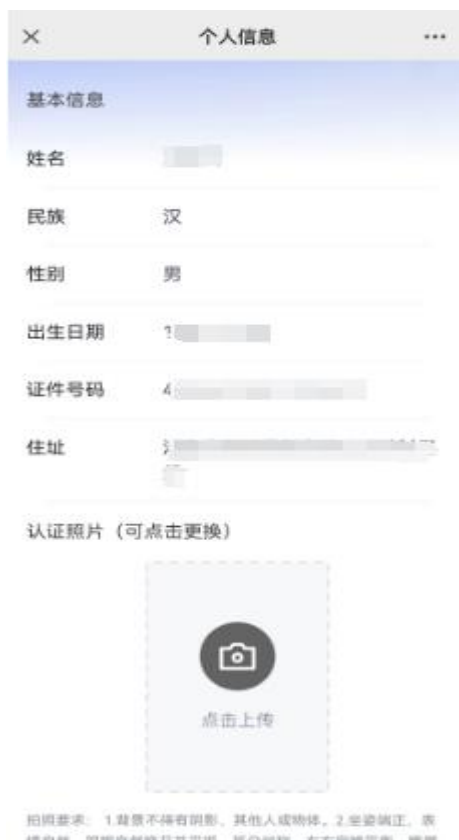 个人信息
基本信息
姓名
民族 汉
性别 男
出生日期 1
证件号码 4
住址
认证照片（可点击更换）
点击上传
拍照要求: 1.背景不得有阴影、其他人或物体。2.坐姿端正，表